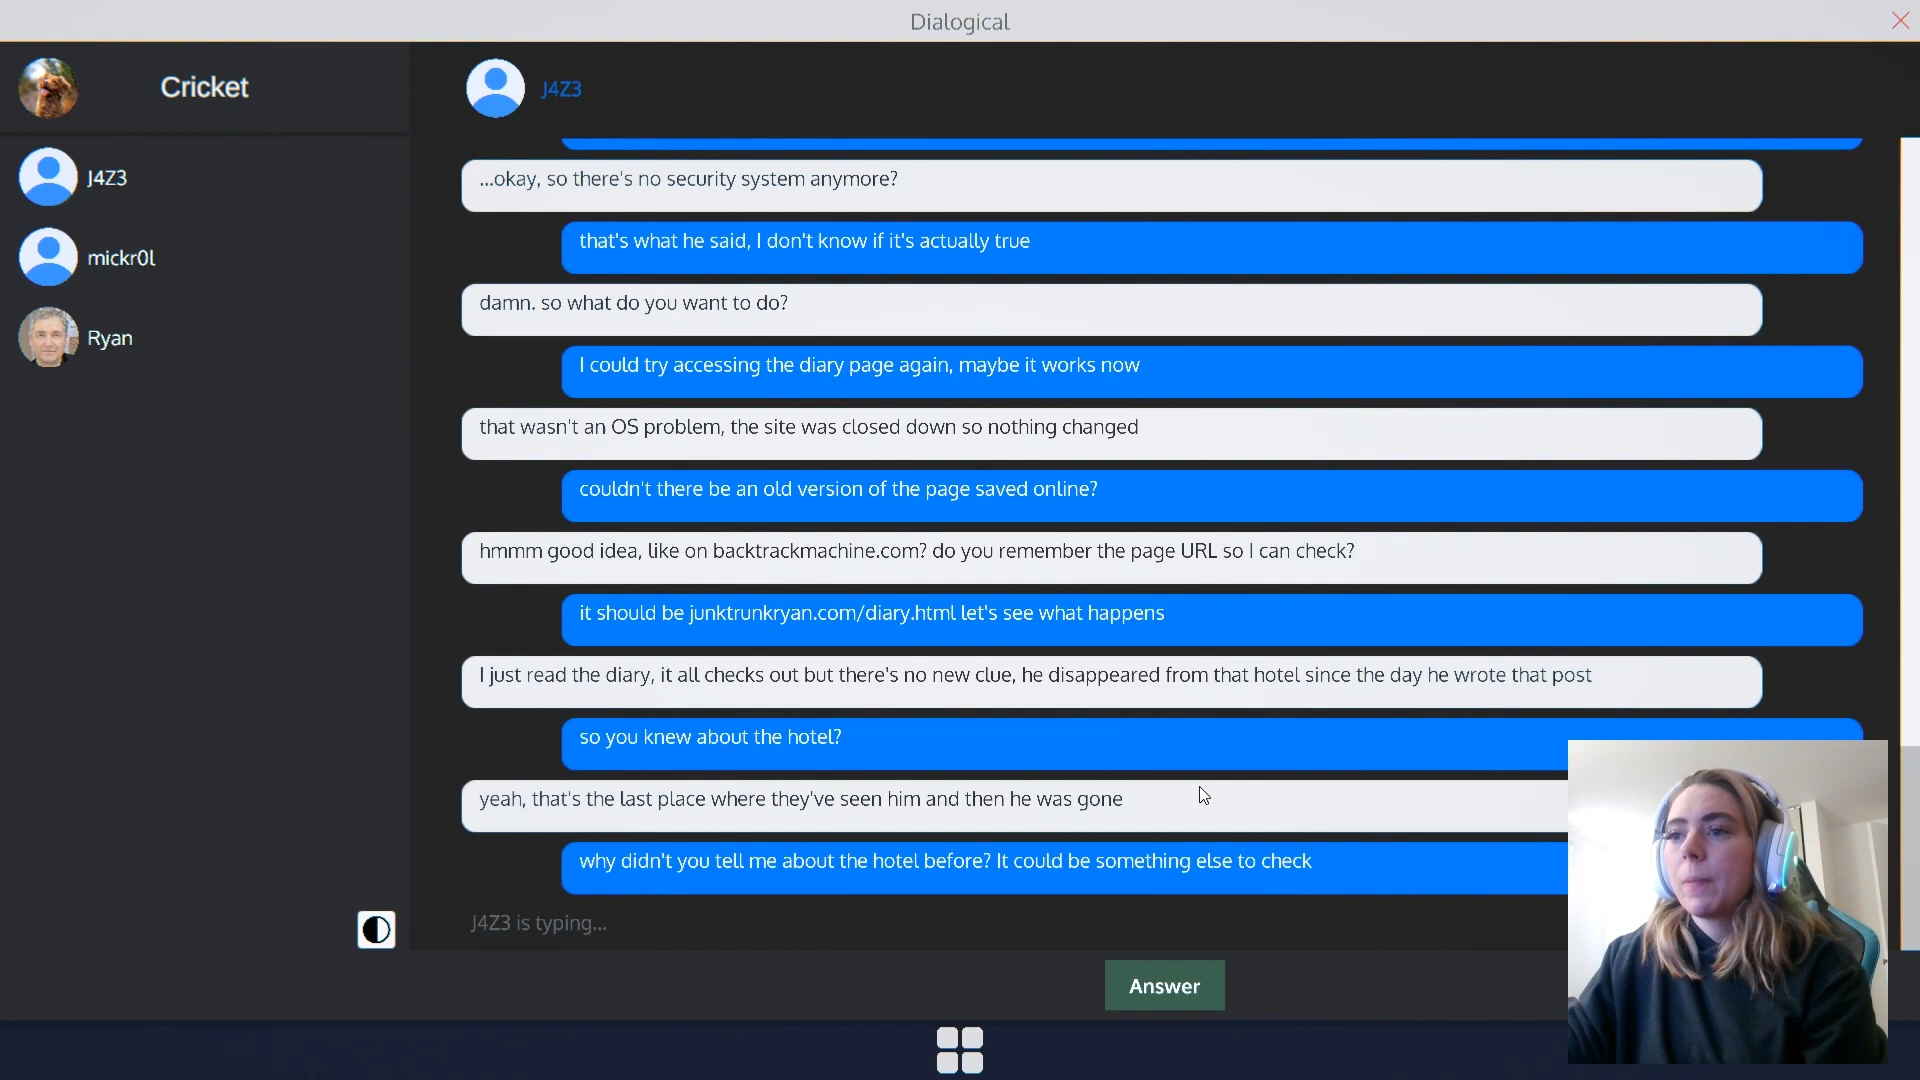 Dialogical
Cricket
J4Z3
J4Z3
mickr0l
Ryan
...okay, so there's no security system anymore?
that's what he said, I don't know if it's actually true
damn. so what do you want to do?
I could try accessing the diary page again, maybe it works now
that wasn't an OS problem, the site was closed down so nothing changed
couldn't there be an old version of the page saved online?
hmmm good idea, like on backtrackmachine.com? do you remember the page URL so I can check?
it should be junktrunkryan.com/diary.html let's see what happens
I just read the diary, it all checks out but there's no new clue, he disappeared from that hotel since the day he wrote that post
so you knew about the hotel?
yeah, that's the last place where they've seen him and then he was gone
why didn't you tell me about the hotel before? It could be something else to check
J4Z3 is typing...
Answer